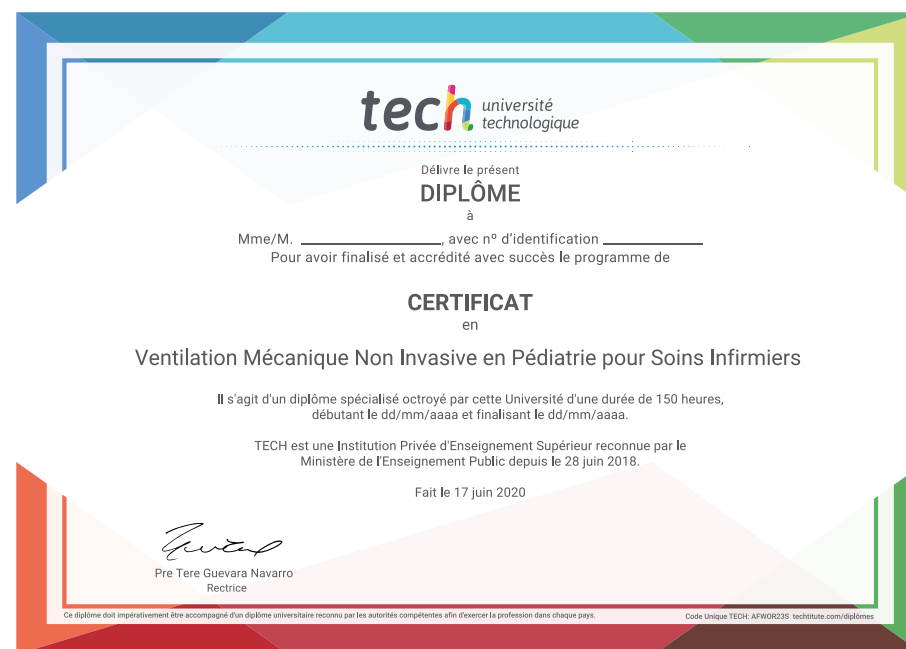 tech université
technologique
Délivre le présent
DIPLÔME
à
Mme/M. ____________________, avec nº d'identification __________________
Pour avoir finalisé et accrédité avec succès le programme de
CERTIFICAT
en
Ventilation Mécanique Non Invasive en Pédiatrie pour Soins Infirmiers
Il s'agit d'un diplôme spécialisé octroyé par cette Université d'une durée de 150 heures,
débutant le dd/mm/aaaa et finalisant le dd/mm/aaaa.
TECH est une Institution Privée d'Enseignement Supérieur reconnue par le
Ministère de l'Enseignement Public depuis le 28 juin 2018.
Fait le 17 juin 2020
Pre Tere Guevara Navarro
Rectrice
Ce diplôme doit impérativement être accompagné d'un diplôme universitaire reconnu par les autorités compétentes afin d'exercer la profession dans chaque pays.
Code Unique TECH: AFWOR23S techtitute.com/diplômes